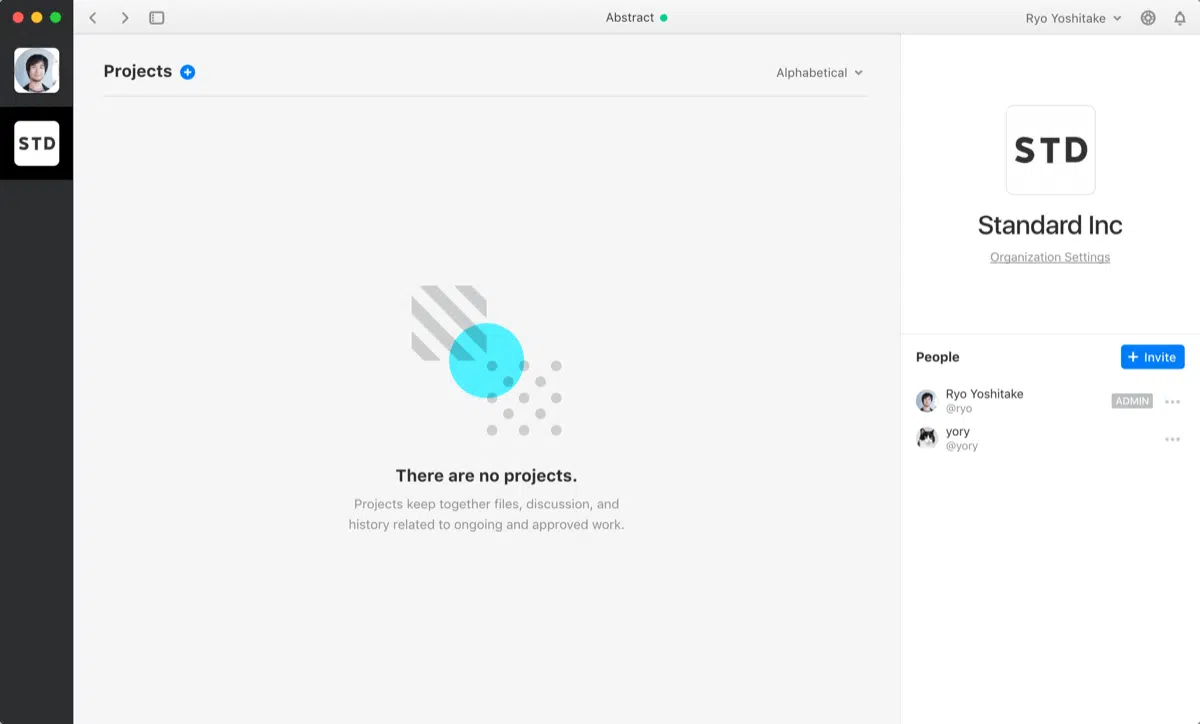 Abstract
Ryo Yoshitake
STD
Projects
Alphabetical
There are no projects.
Projects keep together files, discussion, and
history related to ongoing and approved work.
STD
Standard Inc
Organization Settings
People
+ Invite
Ryo Yoshitake
@ryo
ADMIN
yory
@yory